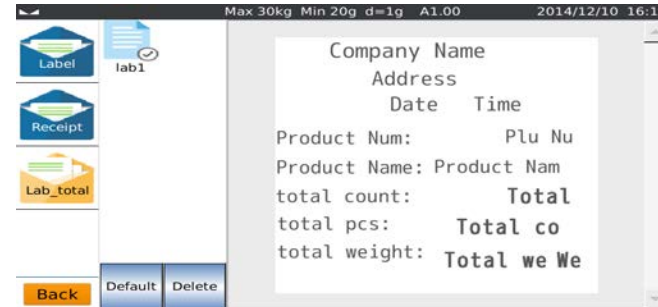 Max 30kg Min 20g d=1g A1.00 2014/12/10 16:1
Label
Receipt
Lab_total
Back
lab1
Default Delete
Company Name
Address
Date Time
Product Num: Plu Nu
Product Name: Product Nam
total count: Total
total pcs: Total co
total weight: Total we We